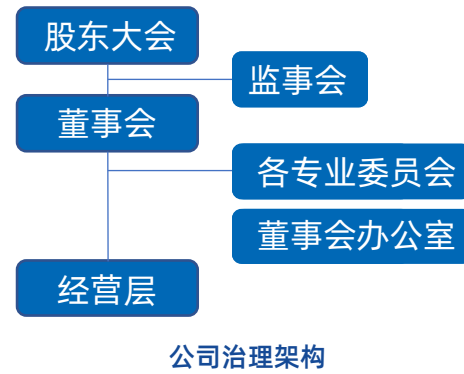 股东大会
监事会
董事会
各专业委员会
董事会办公室
经营层
公司治理架构